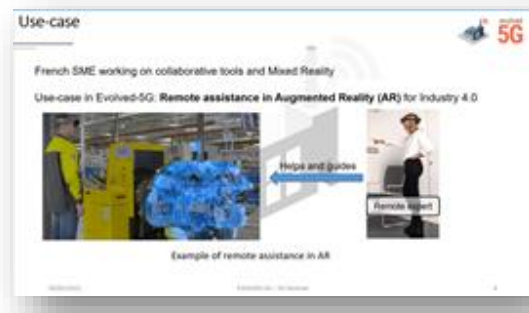 Use-case
5G
French SME working on collaborative tools and Mixed Reality
Use-case in Evolved-5G: Remote assistance in Augmented Reality (AR) for Industry 4.0
Helps and guides
Remote expert
Example of remote assistance in AR